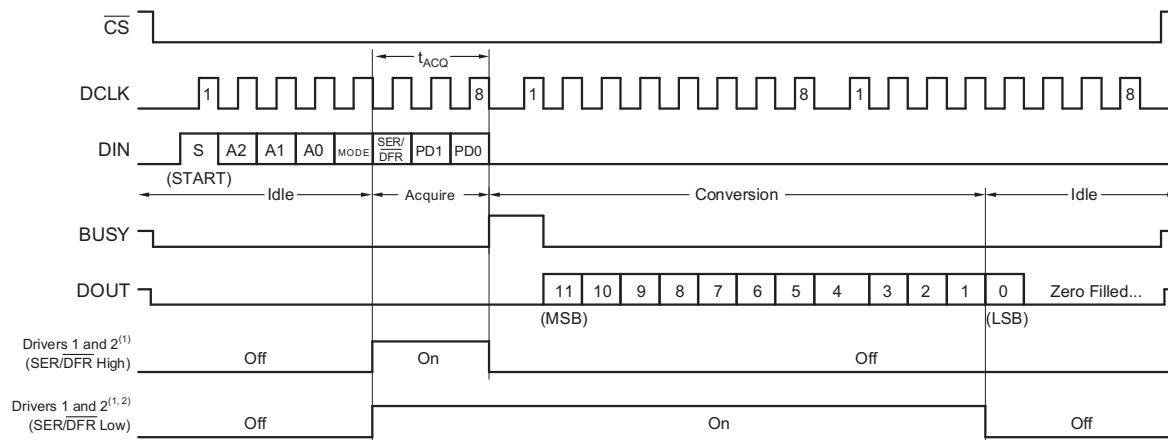 CS
tACQ
DCLK 1 8 1 8 1 8
DIN S A2 A1 A0 MODE SER/DFR PD1 PD0
(START)
Idle Acquire Conversion Idle
BUSY
DOUT 11 10 9 8 7 6 5 4 3 2 1 0 Zero Filled...
(MSB) (LSB)
Drivers 1 and 2(1)
(SER/DFR High) Off On Off
Drivers 1 and 2(1, 2)
(SER/DFR Low) Off On Off